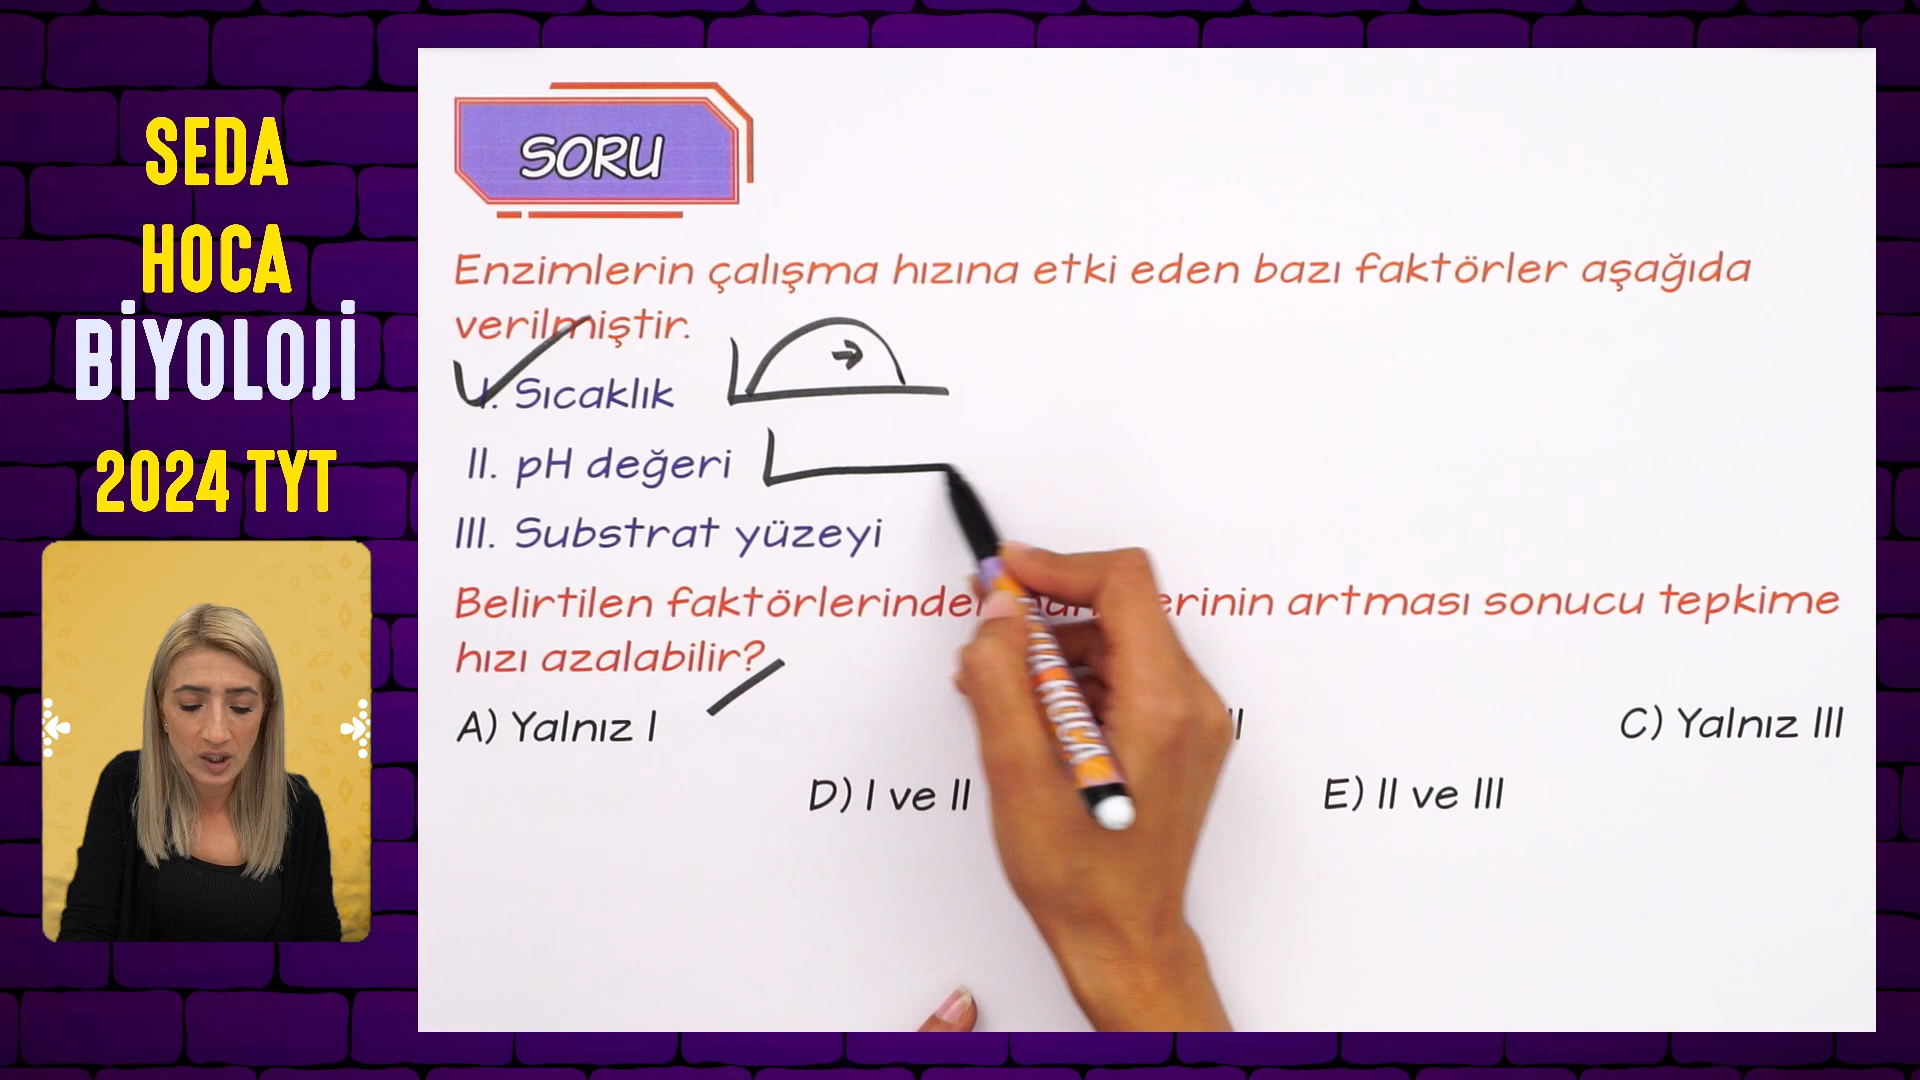 SEDA
HOCA
BİYOLOJİ
2024 TYT
SORU
Enzimlerin çalışma hızına etki eden bazı faktörler aşağıda
verilmiştir.
I. Sıcaklık
II. pH değeri
III. Substrat yüzeyi
Belirtilen faktörlerinden artması sonucu tepkime
hızı azalabilir?
A) Yalnız I
C) Yalnız III
D) I ve II
E) II ve III
HOCA